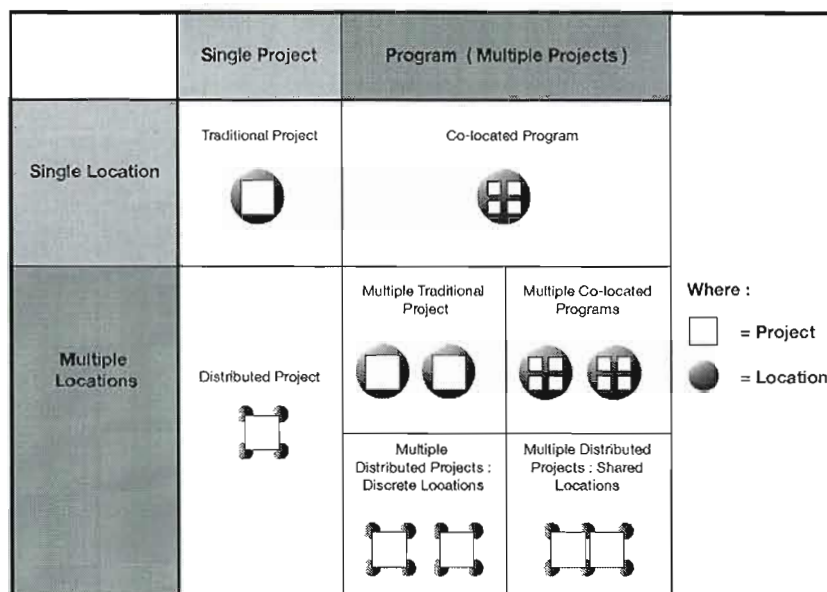 Single Project
Program ( Multiple Projects )
Single Location
Traditional Project
Co-located Program
Multiple
Locations
Distributed Project
Multiple Traditional
Project
Multiple Co-located
Programs
Multiple
Distributed Projects :
Discrete Locations
Multiple Distributed
Projects : Shared
Locations
Where :
= Project
= Location